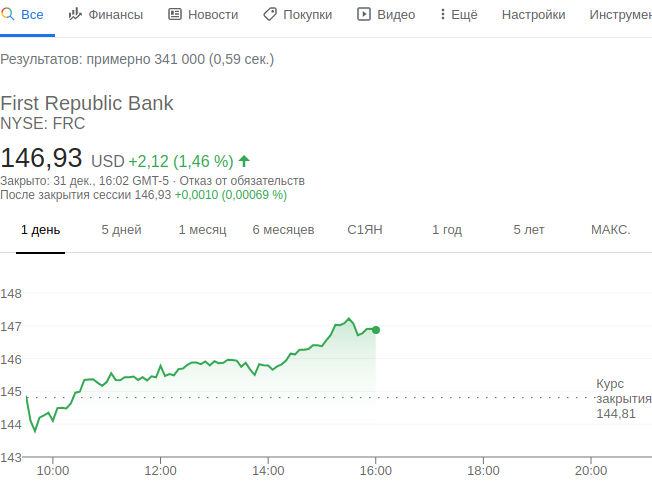 Все Финансы Новости Покупки Видео Ещё Настройки Инструмен
Результатов: примерно 341 000 (0,59 сек.)
First Republic Bank
NYSE: FRC
146,93 USD +2,12 (1,46 %)
Закрыто: 31 дек., 16:02 GMT-5 · Отказ от обязательств
После закрытия сессии 146,93 +0,0010 (0,00069 %)
1 день 5 дней 1 месяц 6 месяцев С1ЯН 1 год 5 лет МАКС.
148
147
146
145
144
143
Курс
закрытия
144,81
10:00 12:00 14:00 16:00 18:00 20:00